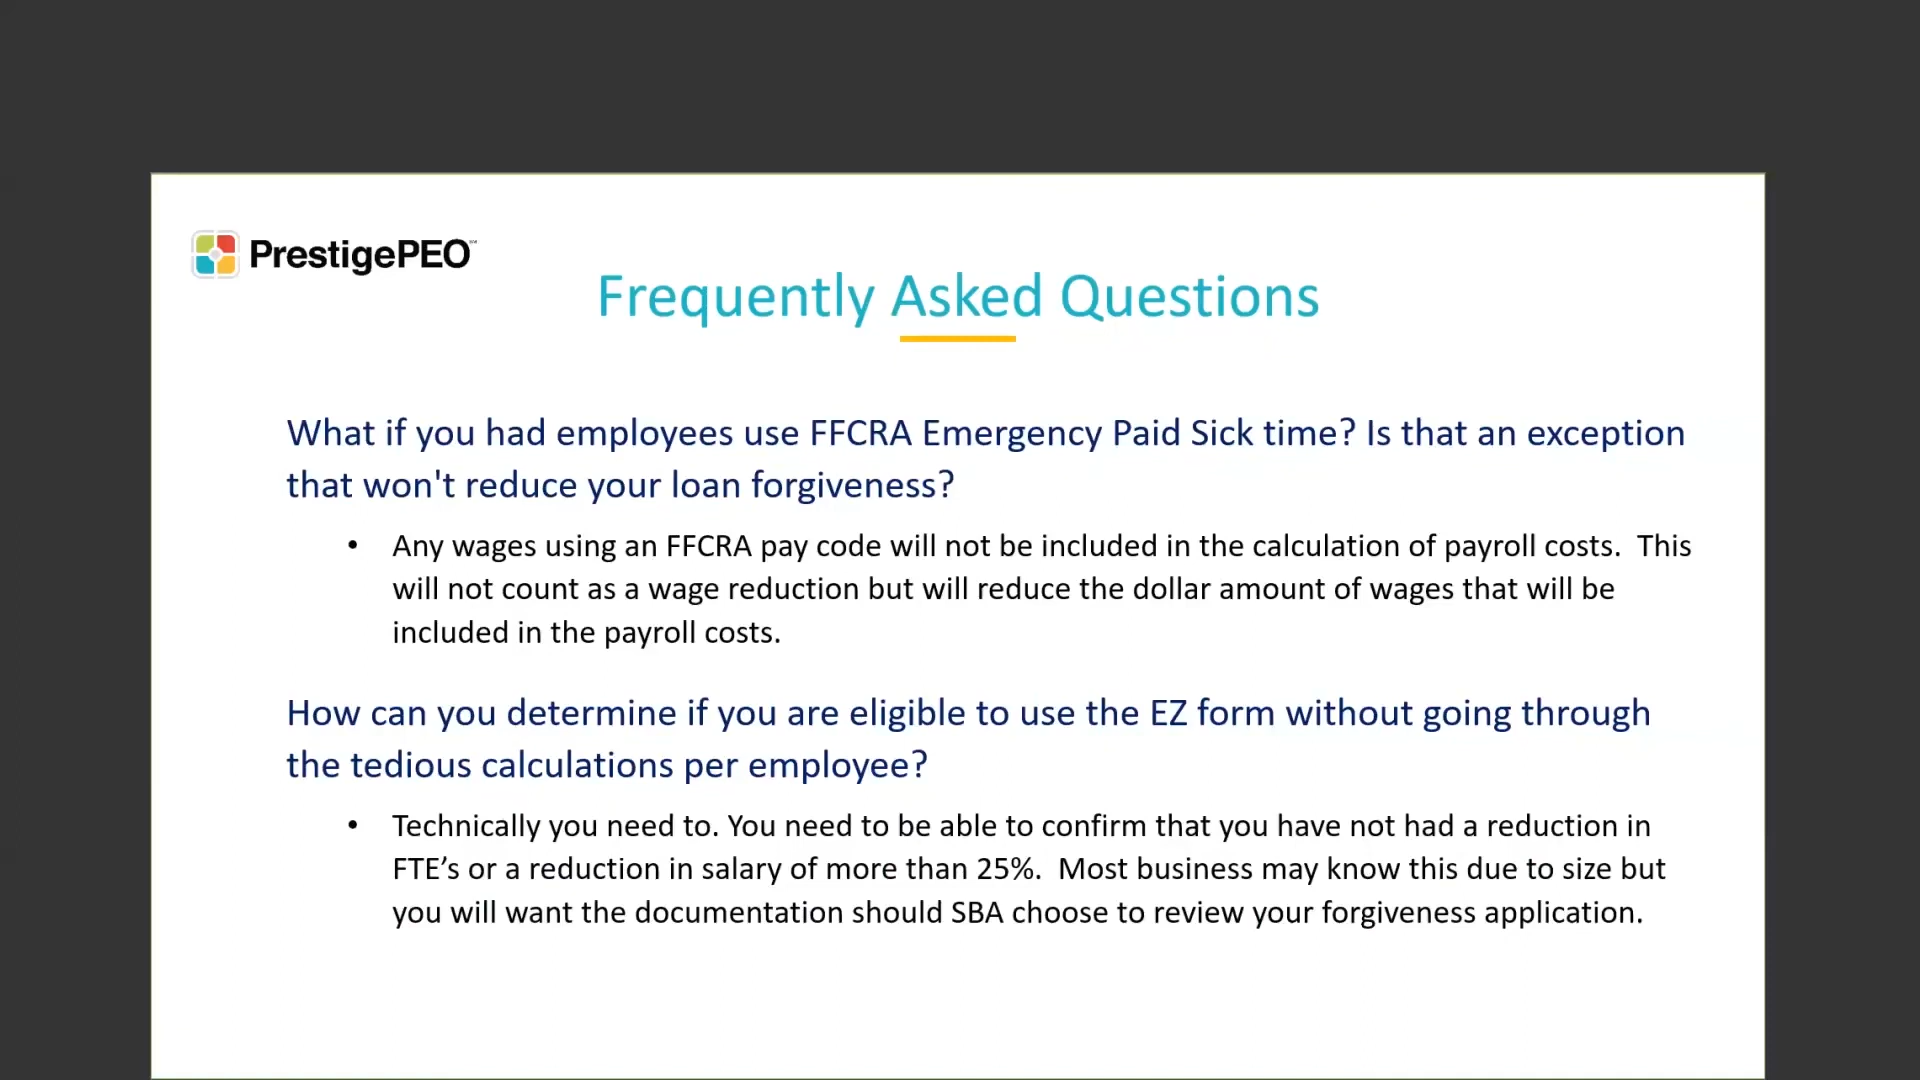 PrestigePEO
Frequently Asked Questions
What if you had employees use FFCRA Emergency Paid Sick time? Is that an exception
that won't reduce your loan forgiveness?
• Any wages using an FFCRA pay code will not be included in the calculation of payroll costs.  This
will not count as a wage reduction but will reduce the dollar amount of wages that will be
included in the payroll costs.
How can you determine if you are eligible to use the EZ form without going through
the tedious calculations per employee?
• Technically you need to. You need to be able to confirm that you have not had a reduction in
FTE’s or a reduction in salary of more than 25%.  Most business may know this due to size but
you will want the documentation should SBA choose to review your forgiveness application.